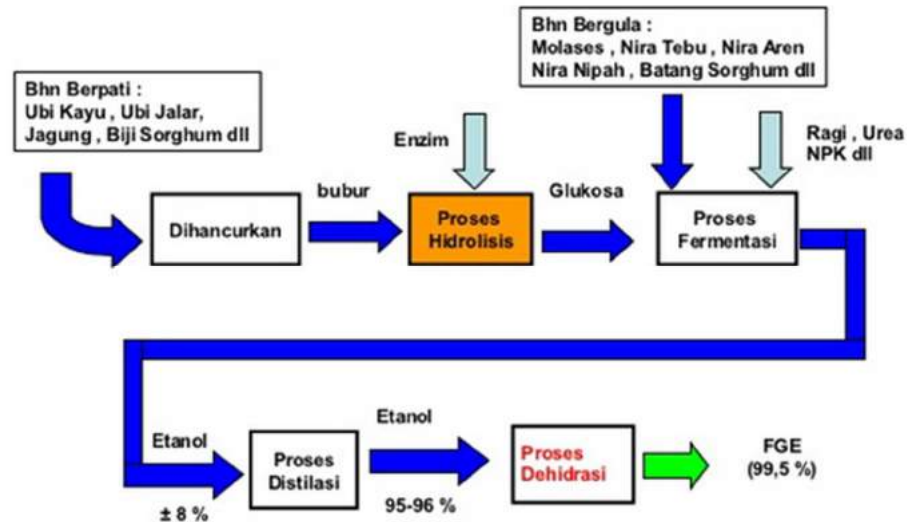 Bhn Bergula :
Molases , Nira Tebu , Nira Aren
Nira Nipah , Batang Sorghum dll
Bhn Berpati :
Ubi Kayu , Ubi Jalar,
Jagung , Biji Sorghum dll
Enzim
Ragi , Urea
NPK dll
bubur
Glukosa
Dihancurkan
Proses
Hidrolisis
Proses
Fermentasi
Etanol
± 8 %
Proses
Distilasi
Etanol
95-96 %
Proses
Dehidrasi
FGE
(99,5 %)